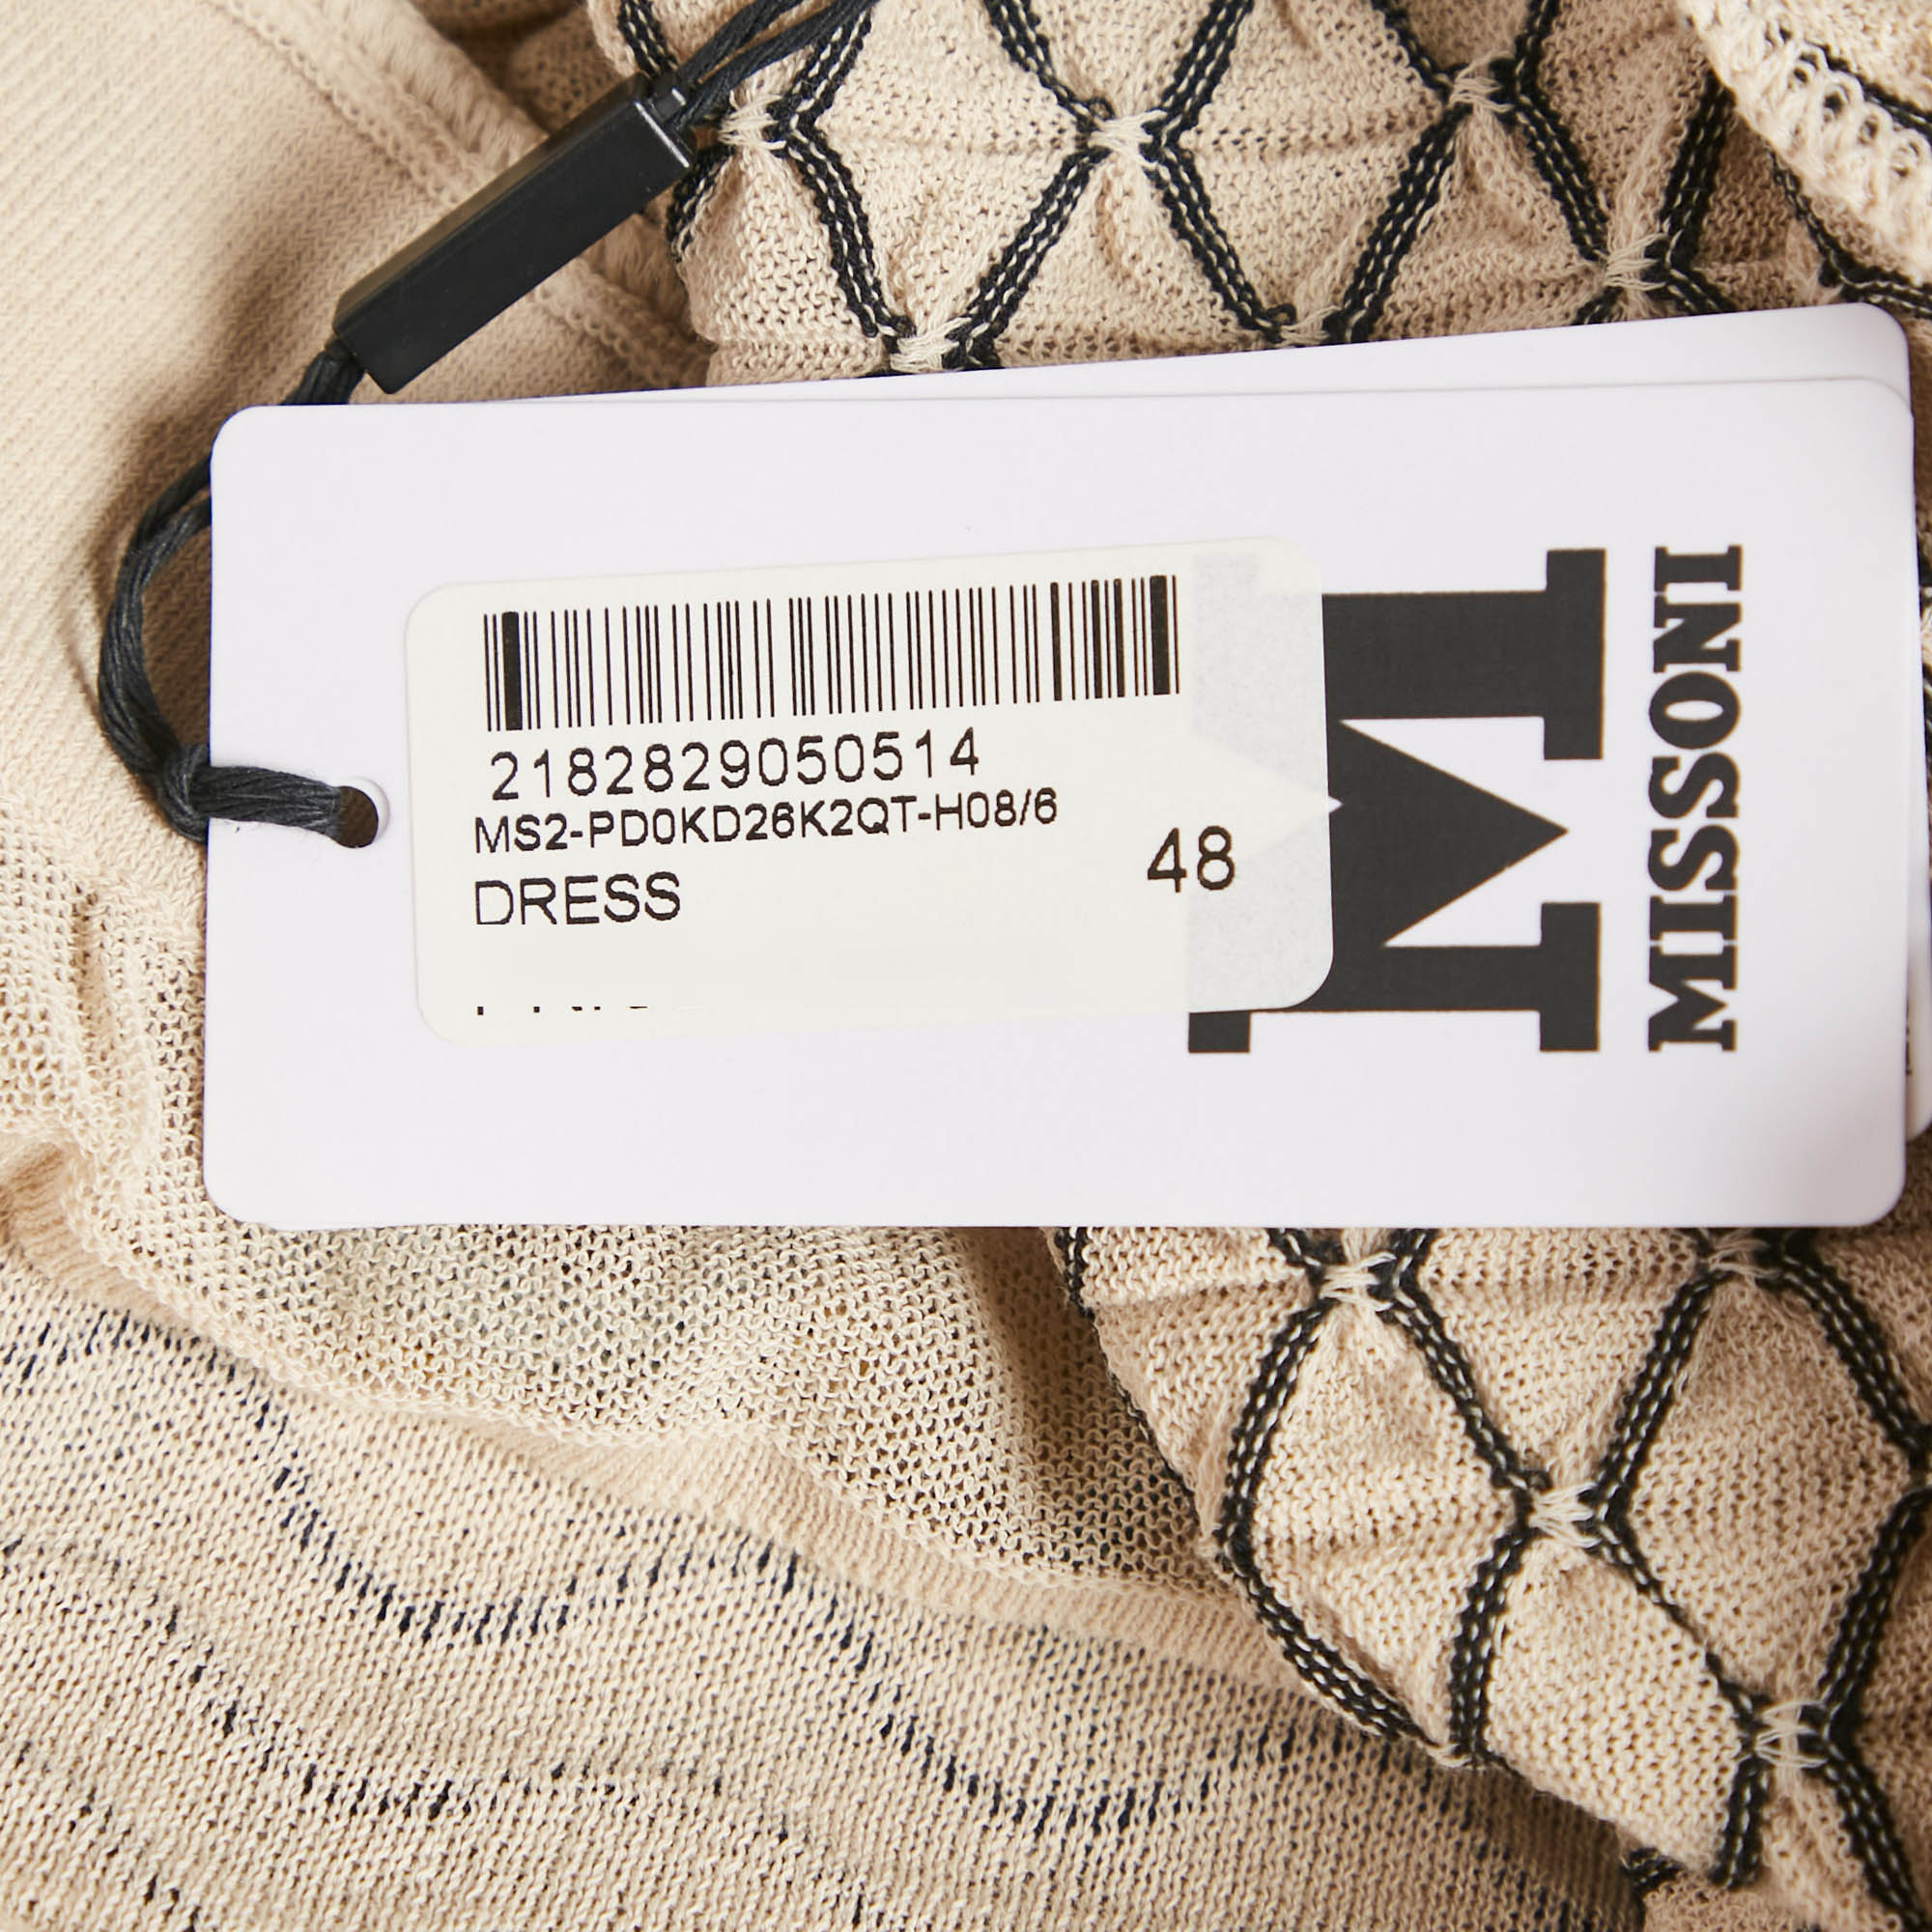 2182829050514
MS2-PD0KD26K2QT-H08/6
48
DRESS
M
MISSONI